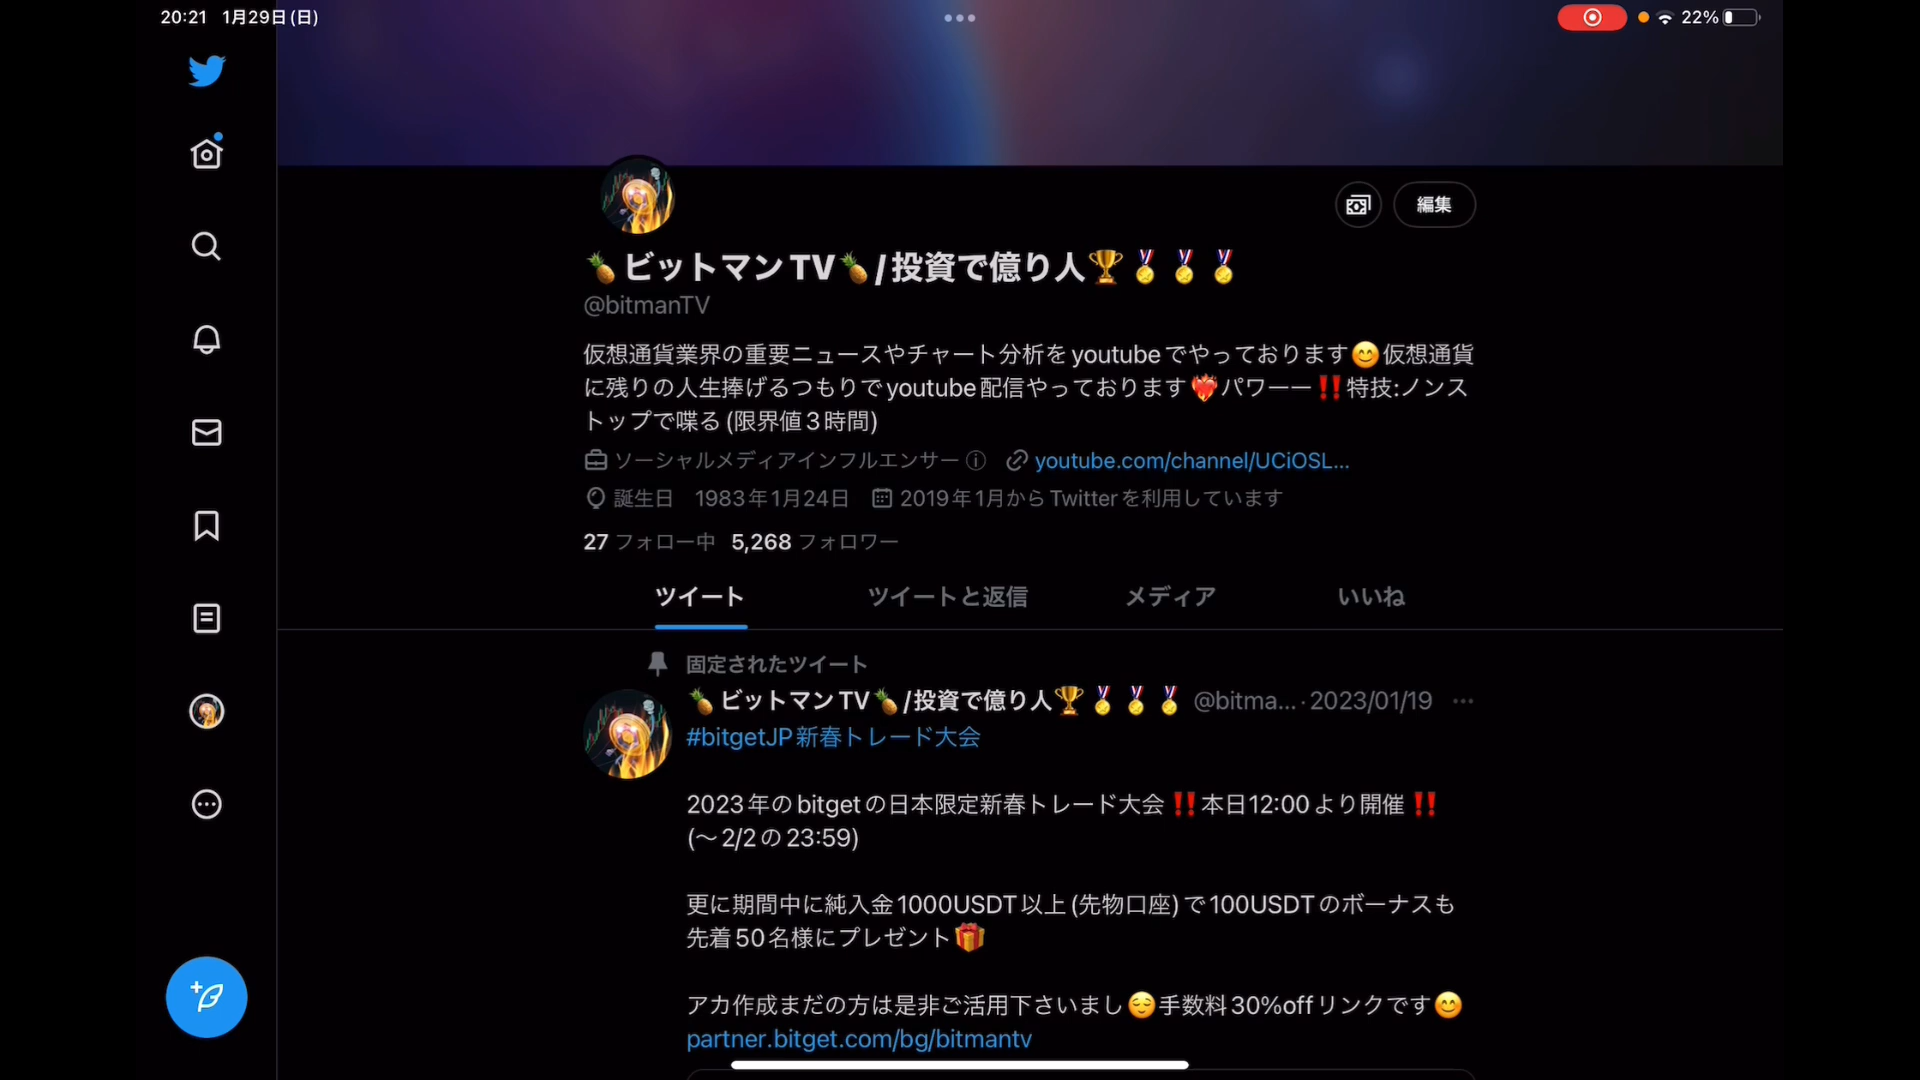 20:21 1月29日(日)
22%
編集
🍍ビットマンTV🍍/投資で億り人🏆🏅🏅🏅
@bitmanTV
仮想通貨業界の重要ニュースやチャート分析をyoutubeでやっております😊仮想通貨
に残りの人生捧げるつもりでyoutube配信やっております❤️‍🔥パワーー‼️特技:ノンス
トップで喋る(限界値3時間)
ソーシャルメディアインフルエンサー youtube.com/channel/UCiOSL...
誕生日 1983年1月24日 2019年1月からTwitterを利用しています
27 フォロー中 5,268 フォロワー
ツイート ツイートと返信 メディア いいね
固定されたツイート
🍍ビットマンTV🍍/投資で億り人🏆🏅🏅🏅 @bitma... · 2023/01/19
#bitgetJP新春トレード大会
2023年のbitgetの日本限定新春トレード大会‼️本日12:00より開催‼️
(〜2/2の23:59)
更に期間中に純入金1000USDT以上(先物口座)で100USDTのボーナスも
先着50名様にプレゼント🎁
アカ作成まだの方は是非ご活用下さいまし😌手数料30%offリンクです😊
partner.bitget.com/bg/bitmantv